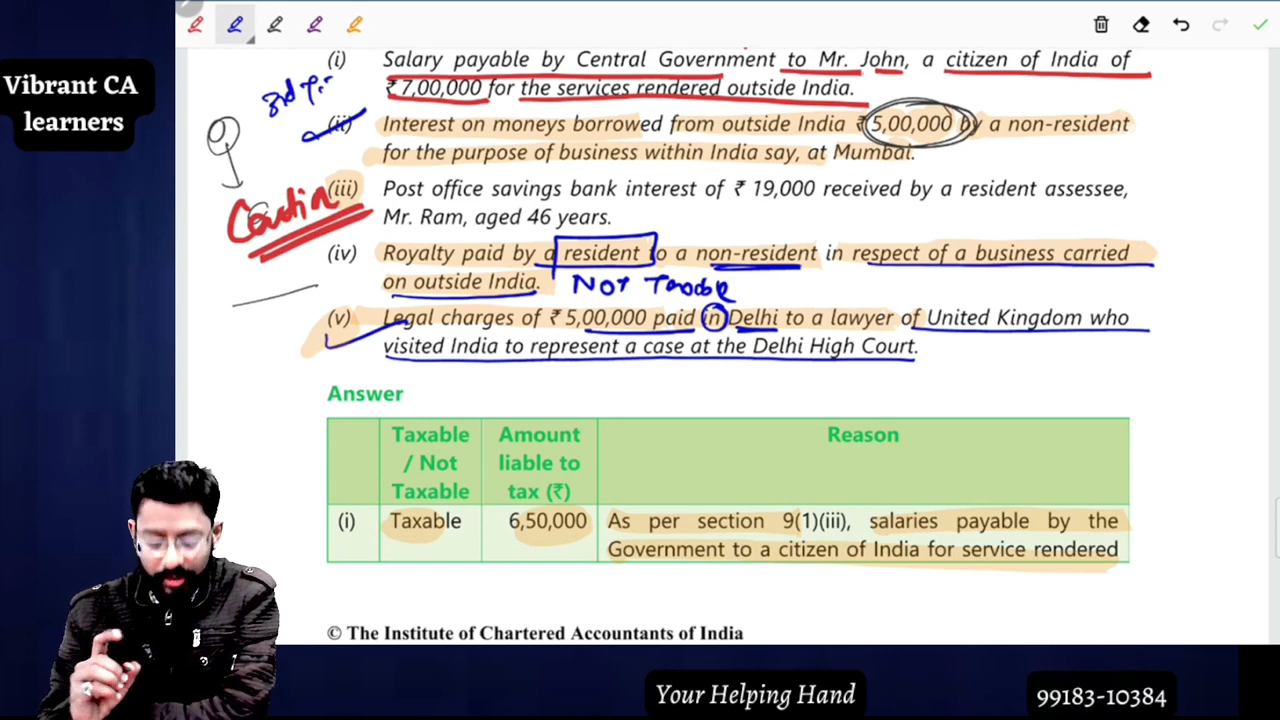 Vibrant CA
learners
(i) Salary payable by Central Government to Mr. John, a citizen of India of
₹ 7,00,000 for the services rendered outside India.
(ii) Interest on moneys borrowed from outside India ₹ 5,00,000 by a non-resident
for the purpose of business within India say, at Mumbai.
(iii) Post office savings bank interest of ₹ 19,000 received by a resident assessee,
Mr. Ram, aged 46 years.
(iv) Royalty paid by a resident to a non-resident in respect of a business carried
on outside India. NOT Taxable
(v) Legal charges of ₹ 5,00,000 paid in Delhi to a lawyer of United Kingdom who
visited India to represent a case at the Delhi High Court.
Answer
Taxable / Not Taxable
Amount liable to tax (₹)
Reason
(i) Taxable 6,50,000 As per section 9(1)(iii), salaries payable by the
Government to a citizen of India for service rendered
© The Institute of Chartered Accountants of India
Your Helping Hand
99183-10384